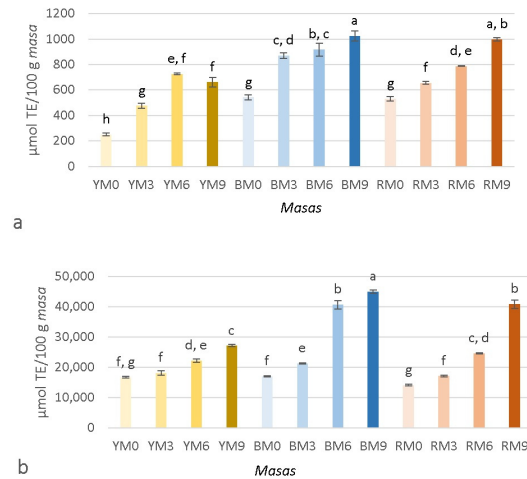 1200
1000
800
600
400
200
0
µmol TE/100 g masa
h
g
e, f
f
g
c, d
b, c
a
g
f
d, e
a, b
YM0 YM3 YM6 YM9 BM0 BM3 BM6 BM9 RM0 RM3 RM6 RM9
Masas
a
50,000
40,000
30,000
20,000
10,000
0
µmol TE/100 g masa
f, g
f
d, e
c
f
e
b
a
g
f
c, d
b
YM0 YM3 YM6 YM9 BM0 BM3 BM6 BM9 RM0 RM3 RM6 RM9
Masas
b